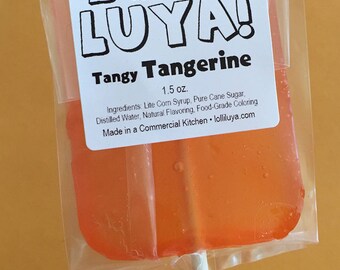 LUYA!
Tangy Tangerine
1.5 oz.
Ingredients: Lite Corn Syrup, Pure Cane Sugar,
Distilled Water, Natural Flavoring, Food-Grade Coloring
Made in a Commercial Kitchen • lolliluya.com